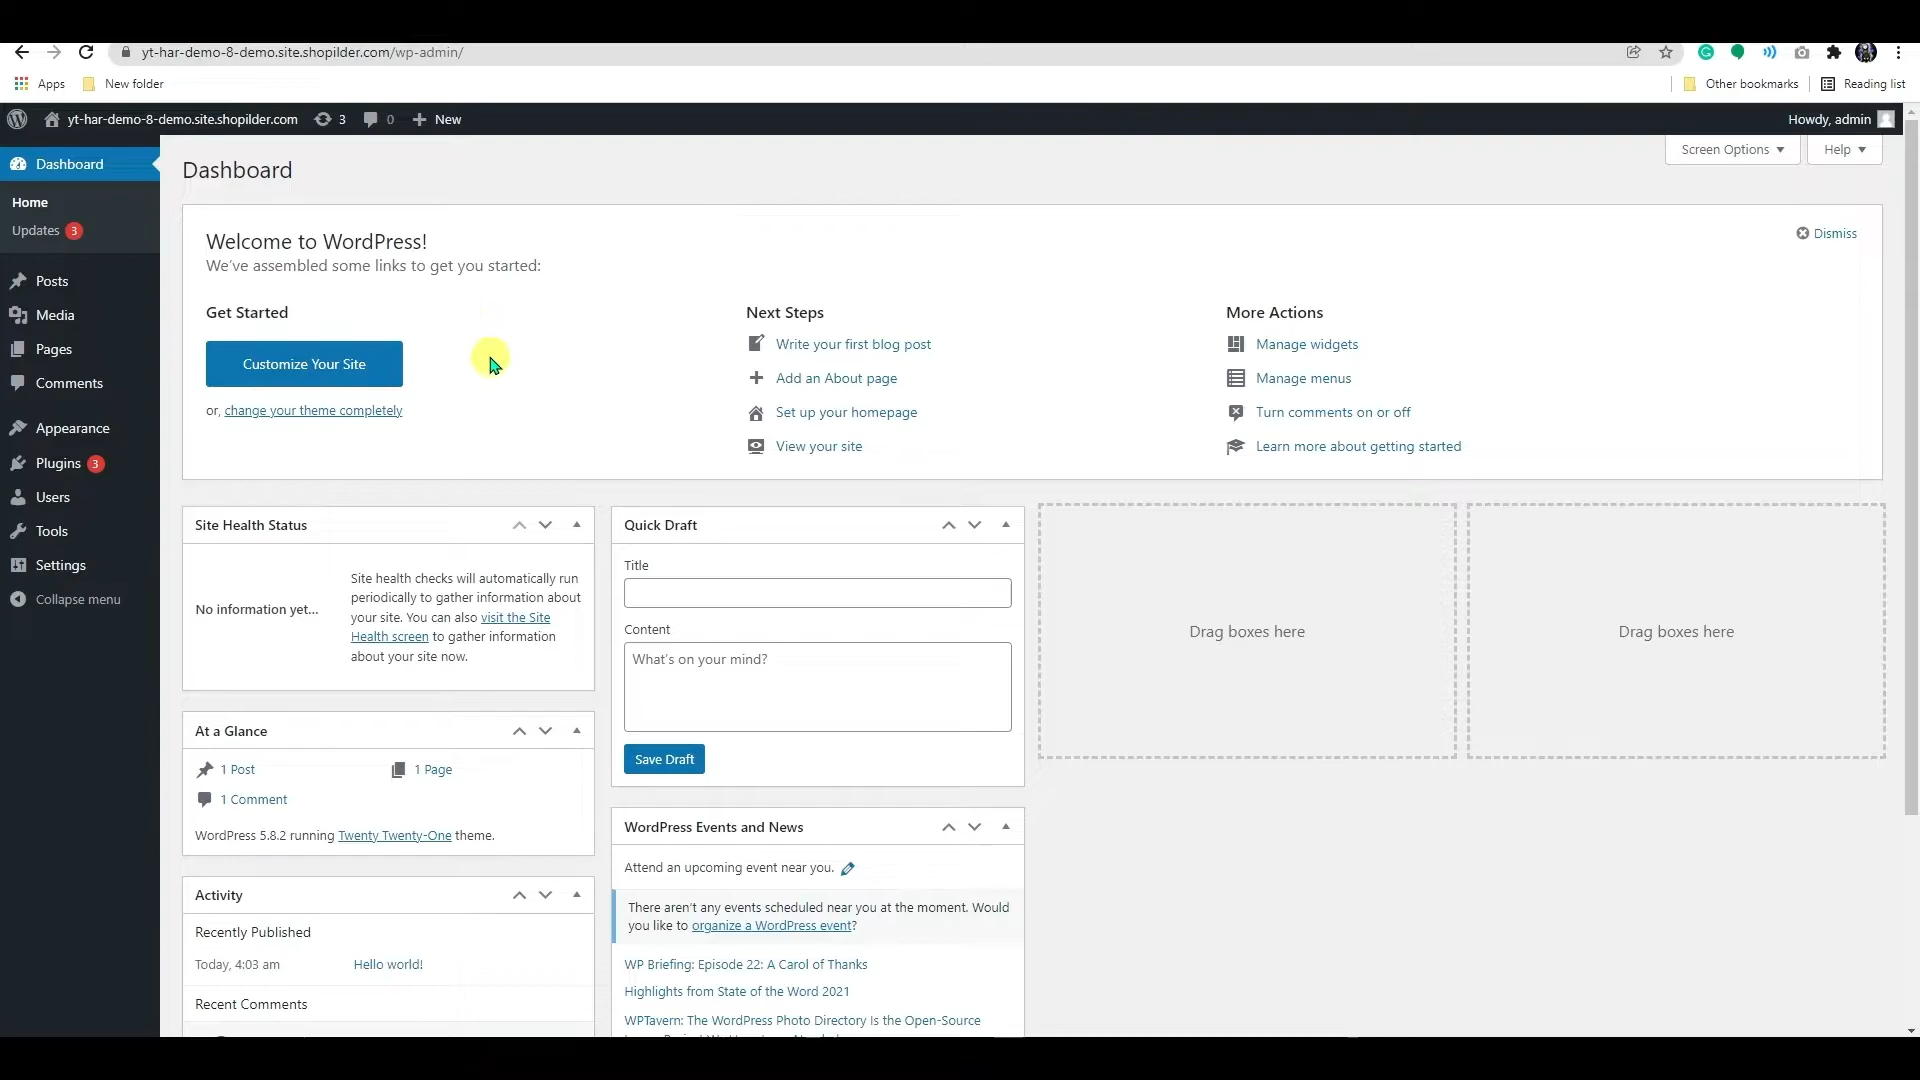 yt-har-demo-8-demo.site.shopilder.com/wp-admin/
Apps
New folder
Other bookmarks
Reading list
yt-har-demo-8-demo.site.shopilder.com
3
0
New
Howdy, admin
Dashboard
Home
Updates 3
Posts
Media
Pages
Comments
Appearance
Plugins 3
Users
Tools
Settings
Collapse menu
Dashboard
Screen Options
Help
Welcome to WordPress!
We've assembled some links to get you started:
Dismiss
Get Started
Customize Your Site
or, change your theme completely
Next Steps
Write your first blog post
Add an About page
Set up your homepage
View your site
More Actions
Manage widgets
Manage menus
Turn comments on or off
Learn more about getting started
Site Health Status
No information yet...
Site health checks will automatically run
periodically to gather information about
your site. You can also visit the Site
Health screen to gather information
about your site now.
At a Glance
1 Post
1 Page
1 Comment
WordPress 5.8.2 running Twenty Twenty-One theme.
Activity
Recently Published
Today, 4:03 am
Hello world!
Recent Comments
Quick Draft
Title
Content
What's on your mind?
Save Draft
WordPress Events and News
Attend an upcoming event near you.
There aren't any events scheduled near you at the moment. Would
you like to organize a WordPress event?
WP Briefing: Episode 22: A Carol of Thanks
Highlights from State of the Word 2021
WPTavern: The WordPress Photo Directory Is the Open-Source
Drag boxes here
Drag boxes here